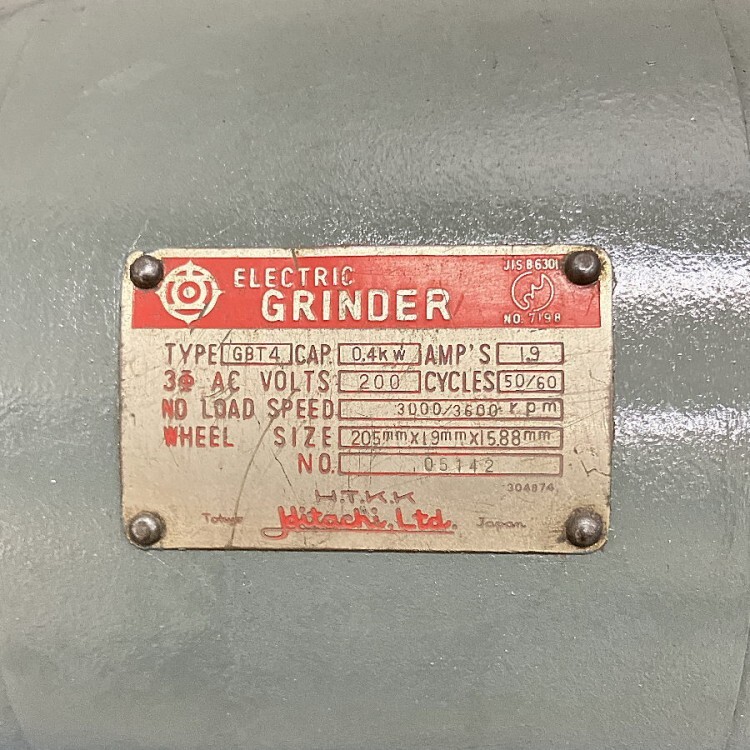 ELECTRIC
GRINDER
JIS B 6301
NO. 7198
TYPE GBT4 CAP. 0.4KW AMP'S 1.9
3Φ AC VOLTS 200 CYCLES 50/60
NO LOAD SPEED 3000/3600 rpm
WHEEL SIZE 205mm×19mm×15.88mm
NO. 05142
304874
H.T.K.K
Tokyo Hitachi, Ltd. Japan